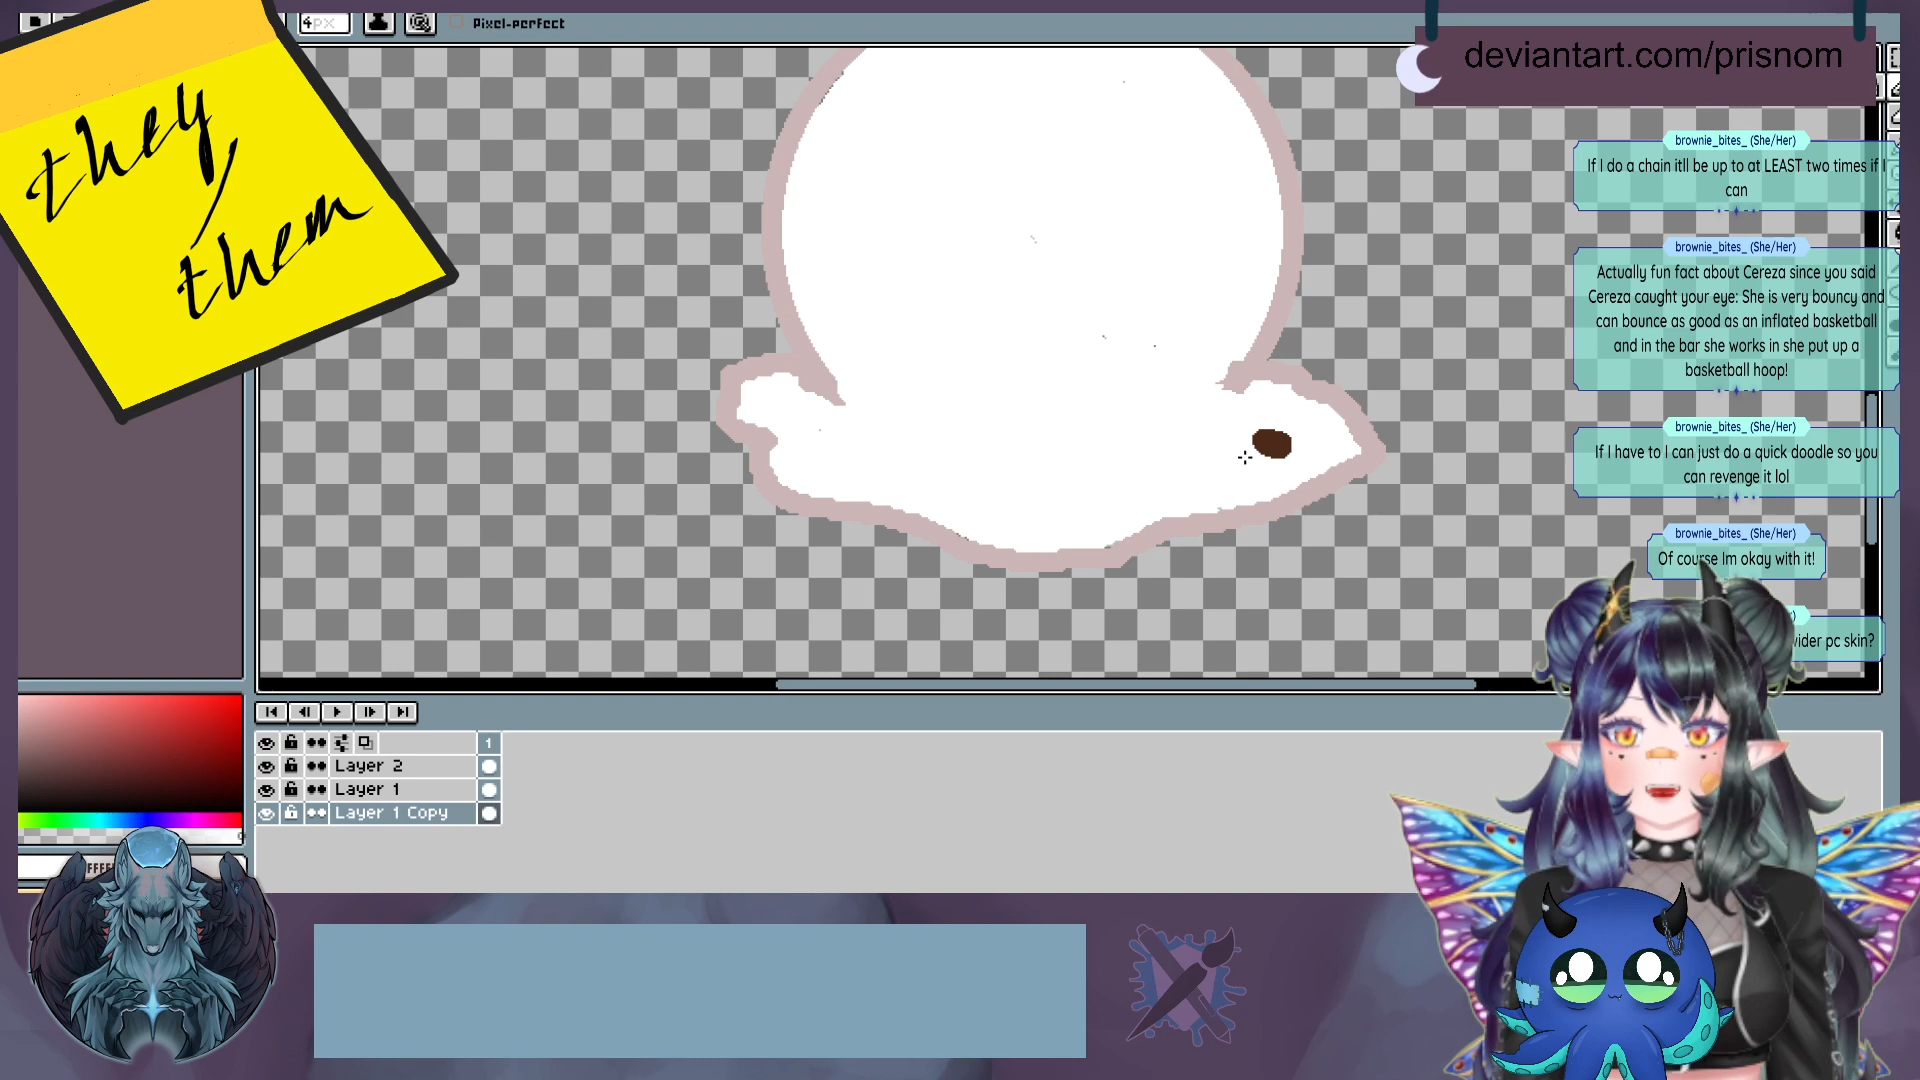 4px
Pixel-perfect
they
/
them
deviantart.com/prisnom
brownie_bites_ (She/Her)
If I do a chain itll be up to at LEAST two times if I
can
brownie_bites_ (She/Her)
Actually fun fact about Cereza since you said
Cereza caught your eye: She is very bouncy and
can bounce as good as an inflated basketball
and in the bar she works in she put up a
basketball hoop!
brownie_bites_ (She/Her)
If I have to I can just do a quick doodle so you
can revenge it lol
brownie_bites_ (She/Her)
Of course Im okay with it!
pc skin?
1
Layer 2
Layer 1
Layer 1 Copy